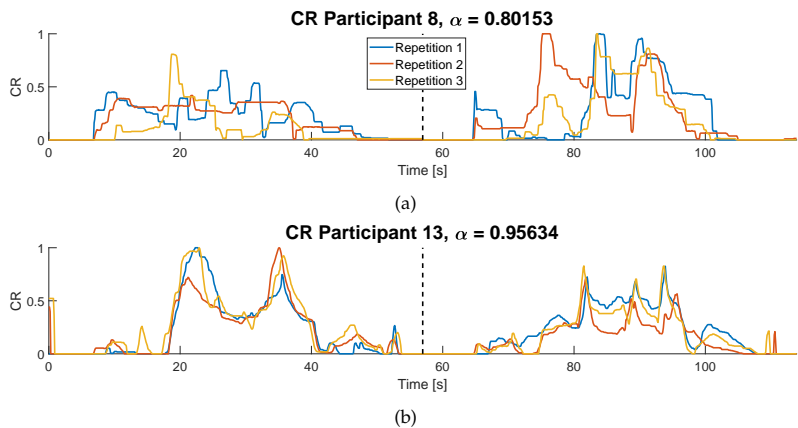 CR Participant 8, α = 0.80153
CR
1
0.5
0
Repetition 1
Repetition 2
Repetition 3
0 20 40 60 80 100
Time [s]
(a)
CR Participant 13, α = 0.95634
CR
1
0.5
0
0 20 40 60 80 100
Time [s]
(b)